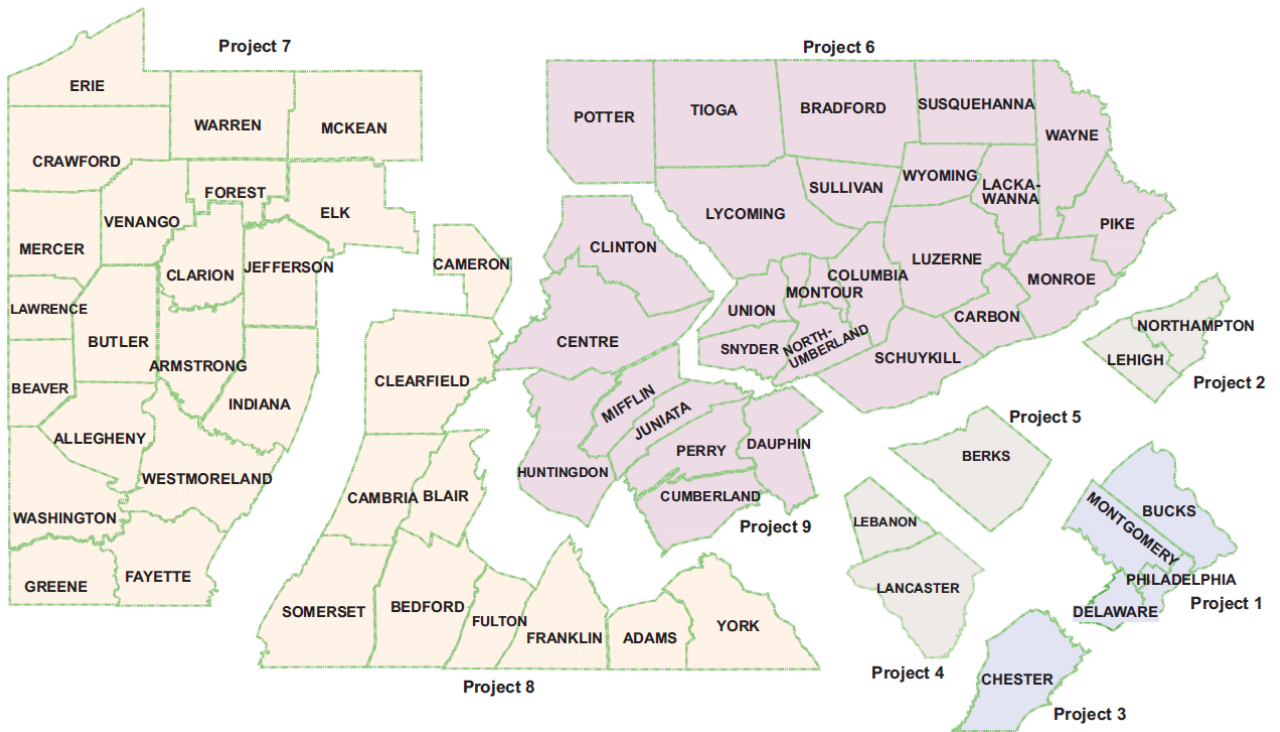 Project 7
Project 6
ERIE
WARREN
MCKEAN
CRAWFORD
FOREST
VENANGO
ELK
MERCER
CLARION
JEFFERSON
LAWRENCE
BUTLER
ARMSTRONG
BEAVER
INDIANA
ALLEGHENY
WESTMORELAND
WASHINGTON
GREENE
FAYETTE
CAMERON
CLEARFIELD
CAMBRIA
BLAIR
SOMERSET
BEDFORD
FULTON
FRANKLIN
ADAMS
YORK
Project 8
POTTER
TIOGA
BRADFORD
SUSQUEHANNA
WAYNE
SULLIVAN
WYOMING
LACKA-
WANNA
LYCOMING
PIKE
LUZERNE
COLUMBIA
MONTOUR
MONROE
UNION
CARBON
SNYDER
NORTH-
UMBERLAND
SCHUYKILL
CLINTON
CENTRE
MIFFLIN
JUNIATA
HUNTINGDON
PERRY
DAUPHIN
CUMBERLAND
Project 9
NORTHAMPTON
LEHIGH
Project 2
Project 5
BERKS
LEBANON
LANCASTER
Project 4
BUCKS
MONTGOMERY
PHILADELPHIA
DELAWARE
Project 1
CHESTER
Project 3